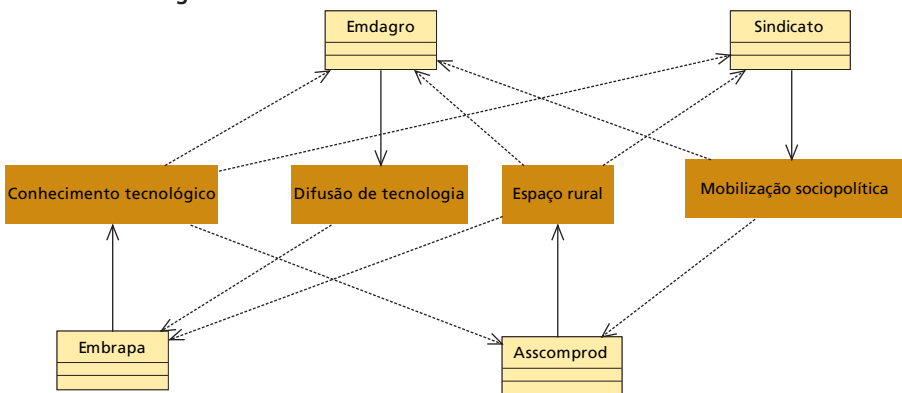 Emdagro
Sindicato
Conhecimento tecnológico
Difusão de tecnologia
Espaço rural
Mobilização sociopolítica
Embrapa
Asscomprod